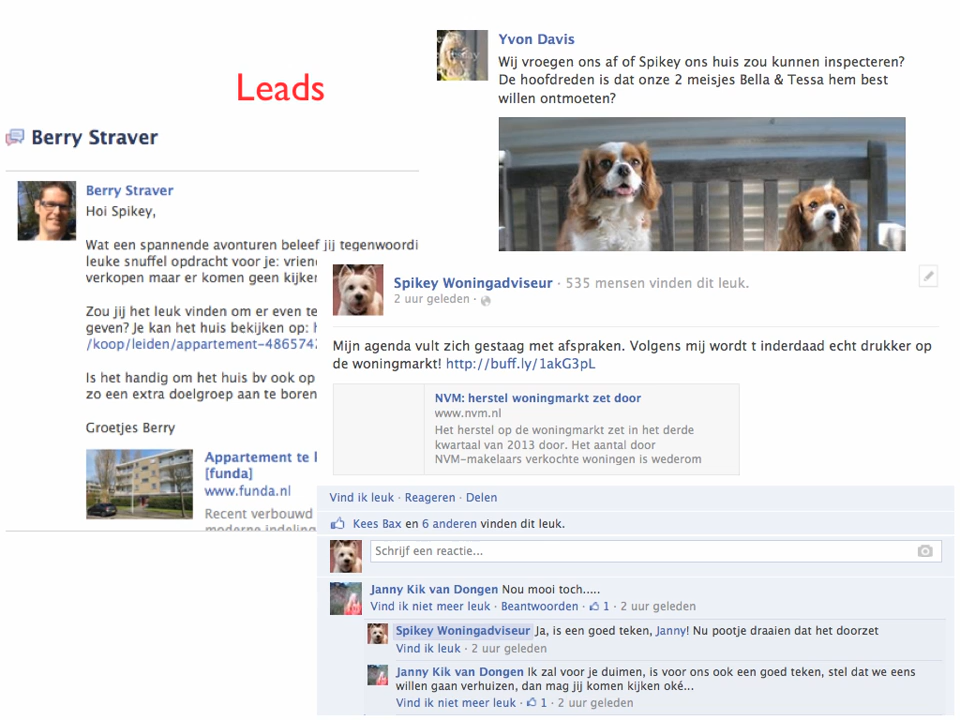 Leads
Berry Straver
Berry Straver
Hoi Spikey,
Wat een spannende avonturen beleef jij tegenwoordi
leuke snuffel opdracht voor je: vrien
verkopen maar er komen geen kijker
Zou jij het leuk vinden om er even te
geven? Je kan het huis bekijken op: h
/koop/leiden/appartement-4865742
Is het handig om het huis bv ook op
zo een extra doelgroep aan te boren
Groetjes Berry
Appartement te l
[funda]
www.funda.nl
Recent verbouwd
moderne indeling
Yvon Davis
Wij vroegen ons af of Spikey ons huis zou kunnen inspecteren?
De hoofdreden is dat onze 2 meisjes Bella & Tessa hem best
willen ontmoeten?
Spikey Woningadviseur · 535 mensen vinden dit leuk.
2 uur geleden ·
Mijn agenda vult zich gestaag met afspraken. Volgens mij wordt t inderdaad echt drukker op
de woningmarkt! http://buff.ly/1akG3pL
NVM: herstel woningmarkt zet door
www.nvm.nl
Het herstel op de woningmarkt zet in het derde
kwartaal van 2013 door. Het aantal door
NVM-makelaars verkochte woningen is wederom
Vind ik leuk · Reageren · Delen
Kees Bax en 6 anderen vinden dit leuk.
Schrijf een reactie...
Janny Kik van Dongen Nou mooi toch.....
Vind ik niet meer leuk · Beantwoorden · 1 · 2 uur geleden
Spikey Woningadviseur Ja, is een goed teken, Janny! Nu pootje draaien dat het doorzet
Vind ik leuk · 2 uur geleden
Janny Kik van Dongen Ik zal voor je duimen, is voor ons ook een goed teken, stel dat we eens
willen gaan verhuizen, dan mag jij komen kijken oké...
Vind ik niet meer leuk · 1 · 2 uur geleden